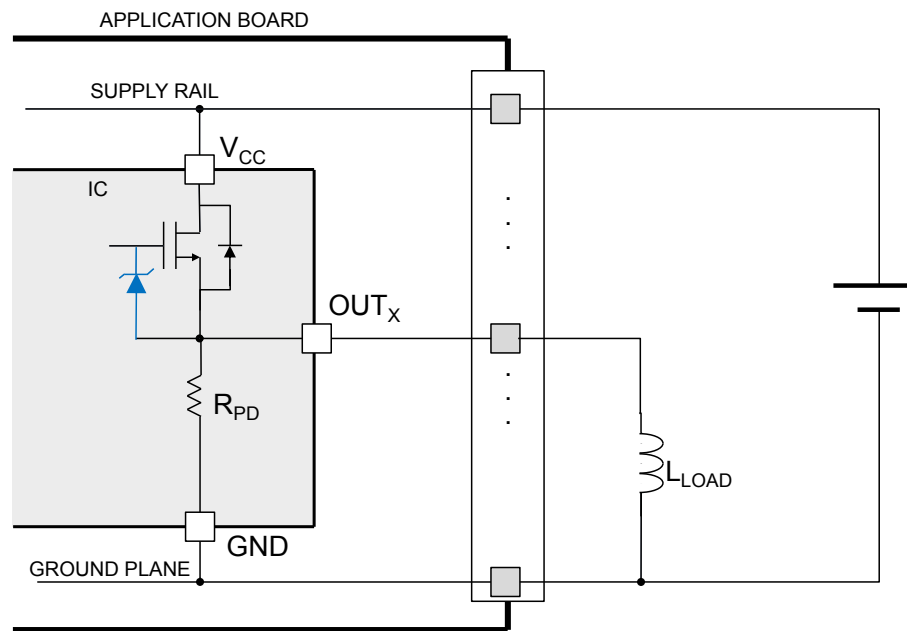 APPLICATION BOARD
SUPPLY RAIL
VCC
IC
OUTX
RPD
LLOAD
GND
GROUND PLANE